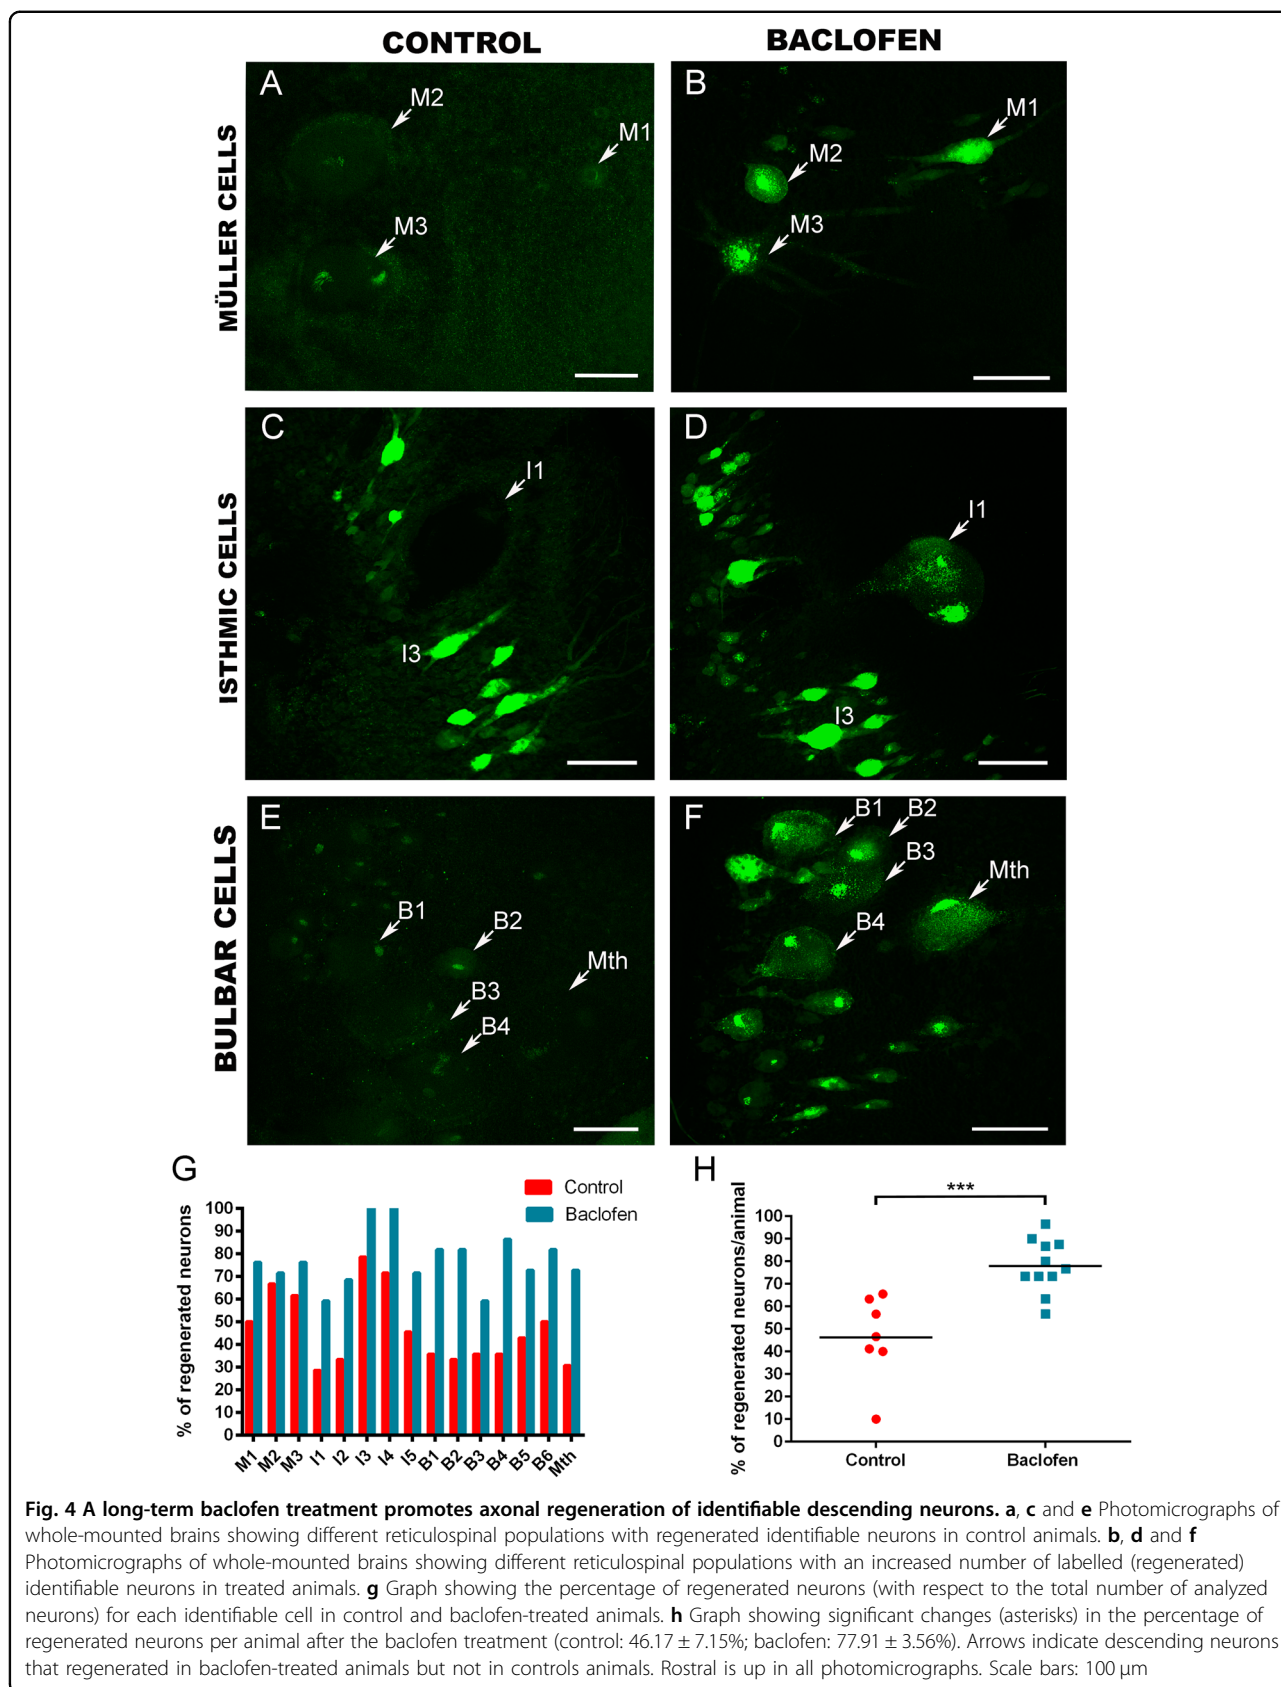 CONTROL
BACLOFEN
MÜLLER CELLS
A
M2
M1
M3
B
M1
M2
M3
ISTHMIC CELLS
C
I1
I3
D
I1
I3
BULBAR CELLS
E
B1
B2
Mth
B3
B4
F
B1
B2
B3
Mth
B4
G
Control
Baclofen
% of regenerated neurons
100
90
80
70
60
50
40
30
20
10
0
M1 M2 M3 I1 I2 I3 I4 I5 B1 B2 B3 B4 B5 B6 Mth
H
***
% of regenerated neurons/animal
100
90
80
70
60
50
40
30
20
10
0
Control Baclofen
Fig. 4 A long-term baclofen treatment promotes axonal regeneration of identifiable descending neurons. a, c and e Photomicrographs of
whole-mounted brains showing different reticulospinal populations with regenerated identifiable neurons in control animals. b, d and f
Photomicrographs of whole-mounted brains showing different reticulospinal populations with an increased number of labelled (regenerated)
identifiable neurons in treated animals. g Graph showing the percentage of regenerated neurons (with respect to the total number of analyzed
neurons) for each identifiable cell in control and baclofen-treated animals. h Graph showing significant changes (asterisks) in the percentage of
regenerated neurons per animal after the baclofen treatment (control: 46.17 ± 7.15%; baclofen: 77.91 ± 3.56%). Arrows indicate descending neurons
that regenerated in baclofen-treated animals but not in controls animals. Rostral is up in all photomicrographs. Scale bars: 100 μm